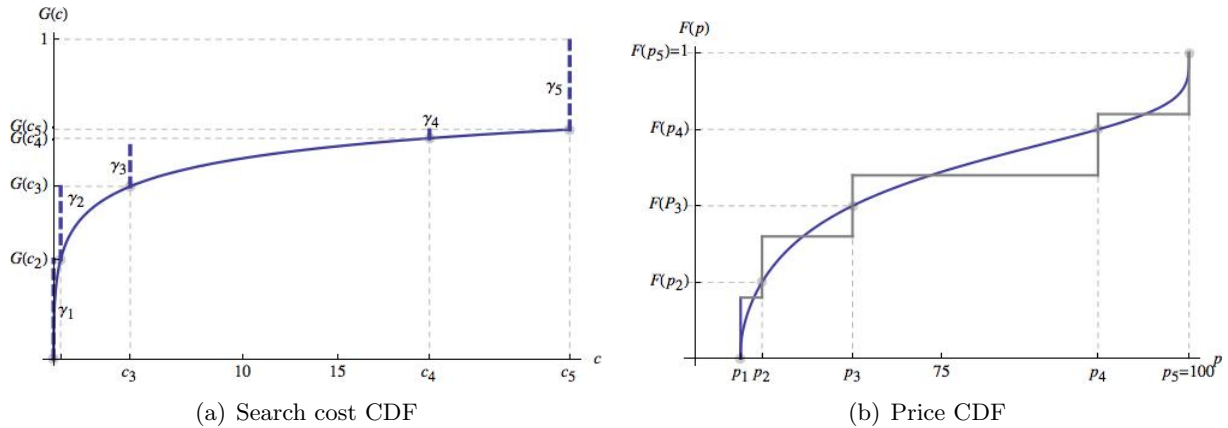 G(c)
1
γ5
γ4
G(c5)
G(c4)
γ3
G(c3)
γ2
G(c2)
γ1
c3
10
15
c4
c5
c
(a) Search cost CDF
F(p)
F(p5)=1
F(p4)
F(P3)
F(p2)
p1
p2
p3
75
p4
p5=100
p
(b) Price CDF